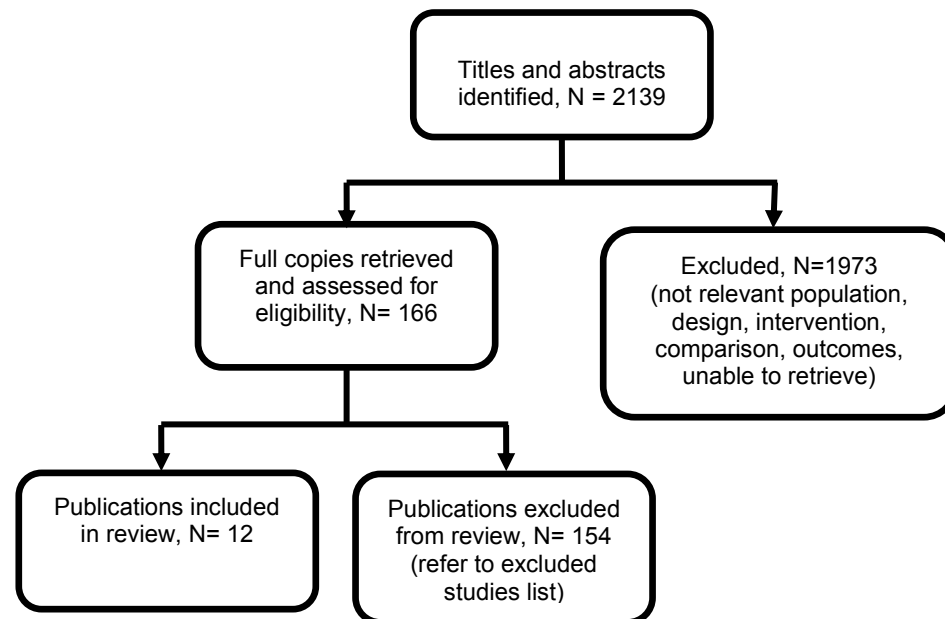 Titles and abstracts
identified, N = 2139
Full copies retrieved
and assessed for
eligibility, N= 166
Excluded, N=1973
(not relevant population,
design, intervention,
comparison, outcomes,
unable to retrieve)
Publications included
in review, N= 12
Publications excluded
from review, N= 154
(refer to excluded
studies list)